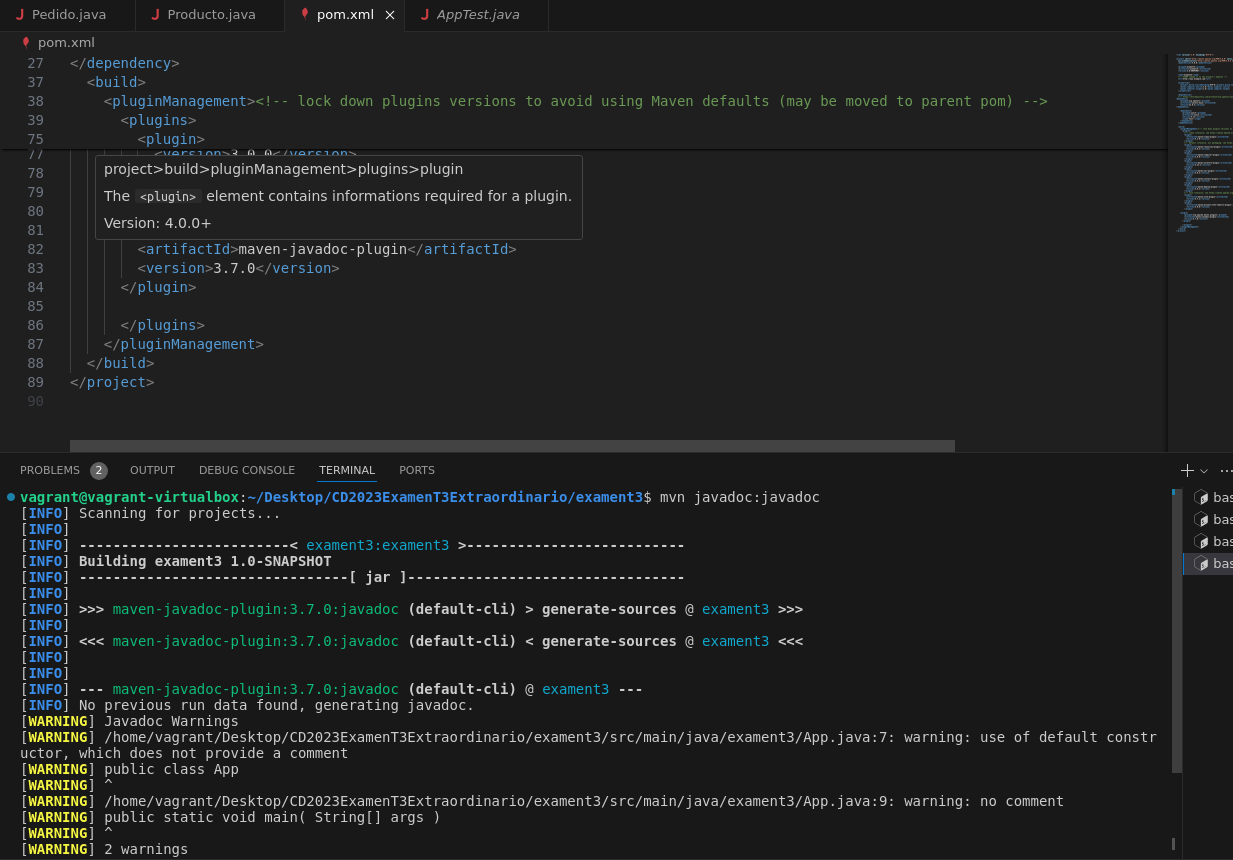 Pedido.java
Producto.java
pom.xml
AppTest.java
pom.xml
27 </dependency>
37 <build>
38 <pluginManagement><!-- lock down plugins versions to avoid using Maven defaults (may be moved to parent pom) -->
39 <plugins>
75 <plugin>
77 <version>3.0.0</version>
78
79
80
81
project>build>pluginManagement>plugins>plugin
The <plugin> element contains informations required for a plugin.
Version: 4.0.0+
82 <artifactId>maven-javadoc-plugin</artifactId>
83 <version>3.7.0</version>
84 </plugin>
85
86 </plugins>
87 </pluginManagement>
88 </build>
89 </project>
90
PROBLEMS 2 OUTPUT DEBUG CONSOLE TERMINAL PORTS
vagrant@vagrant-virtualbox:~/Desktop/CD2023ExamenT3Extraordinario/exament3$ mvn javadoc:javadoc
[INFO] Scanning for projects...
[INFO]
[INFO] -------------------------< exament3:exament3 >--------------------------
[INFO] Building exament3 1.0-SNAPSHOT
[INFO] --------------------------------[ jar ]---------------------------------
[INFO]
[INFO] >>> maven-javadoc-plugin:3.7.0:javadoc (default-cli) > generate-sources @ exament3 >>>
[INFO]
[INFO] <<< maven-javadoc-plugin:3.7.0:javadoc (default-cli) < generate-sources @ exament3 <<<
[INFO]
[INFO]
[INFO] --- maven-javadoc-plugin:3.7.0:javadoc (default-cli) @ exament3 ---
[INFO] No previous run data found, generating javadoc.
[WARNING] Javadoc Warnings
[WARNING] /home/vagrant/Desktop/CD2023ExamenT3Extraordinario/exament3/src/main/java/exament3/App.java:7: warning: use of default constr
uctor, which does not provide a comment
[WARNING] public class App
[WARNING] ^
[WARNING] /home/vagrant/Desktop/CD2023ExamenT3Extraordinario/exament3/src/main/java/exament3/App.java:9: warning: no comment
[WARNING] public static void main( String[] args )
[WARNING] ^
[WARNING] 2 warnings
bas
bas
bas
bas